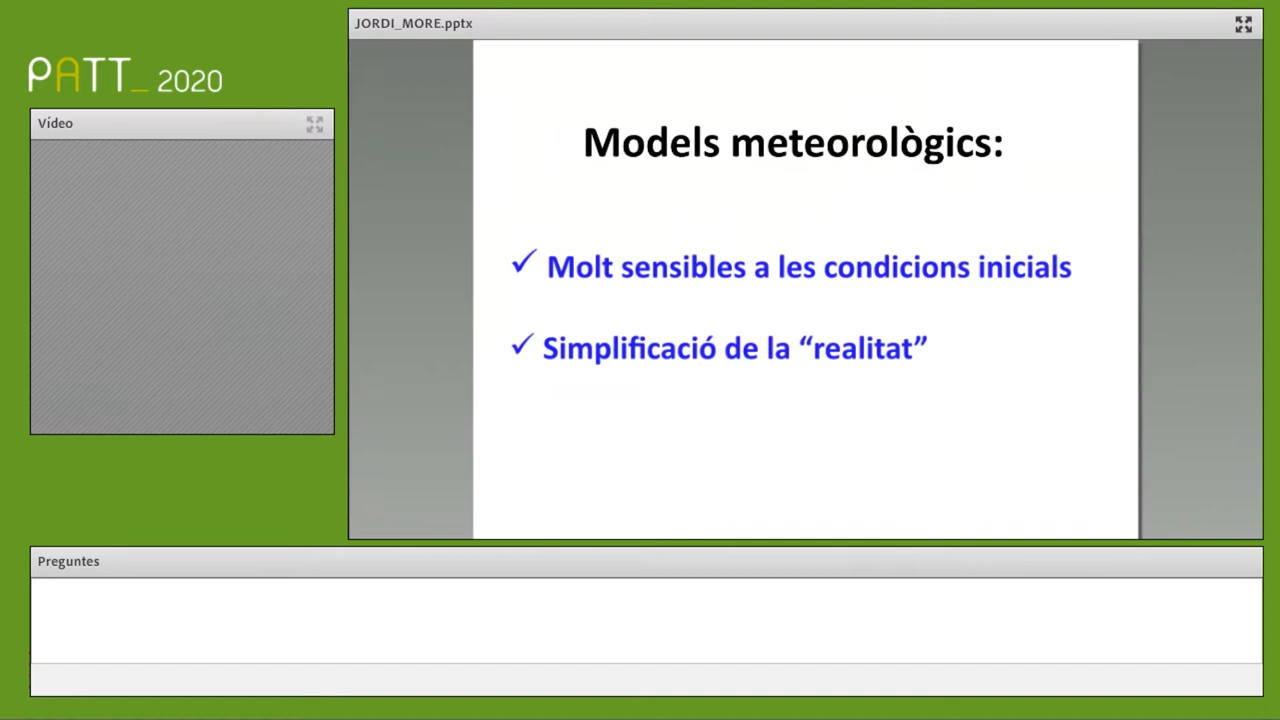 JORDI_MORE.pptx
PATT_ 2020
Vídeo
Models meteorològics:
✓ Molt sensibles a les condicions inicials
✓ Simplificació de la “realitat”
Preguntes